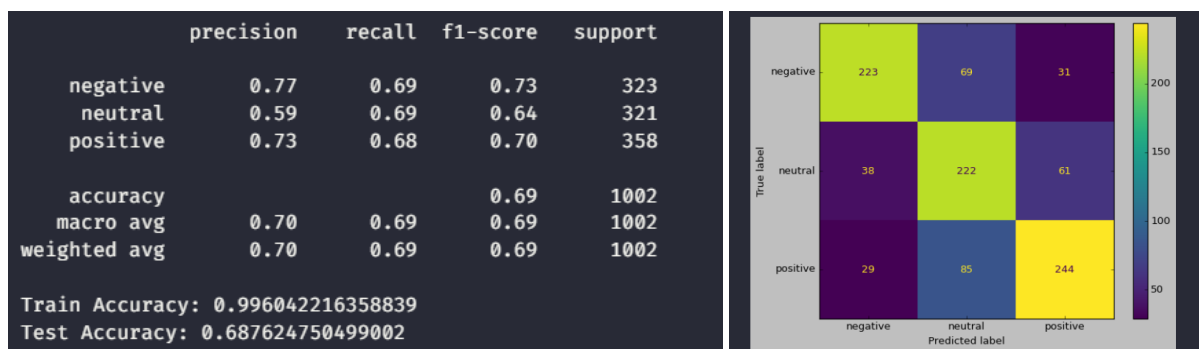 precision recall f1-score support
negative 0.77 0.69 0.73 323
neutral 0.59 0.69 0.64 321
positive 0.73 0.68 0.70 358
accuracy 0.69 1002
macro avg 0.70 0.69 0.69 1002
weighted avg 0.70 0.69 0.69 1002
Train Accuracy: 0.996042216358839
Test Accuracy: 0.687624750499002
negative 223 69 31
neutral 38 222 61
positive 29 85 244
negative neutral positive
Predicted label
True label
200
150
100
50